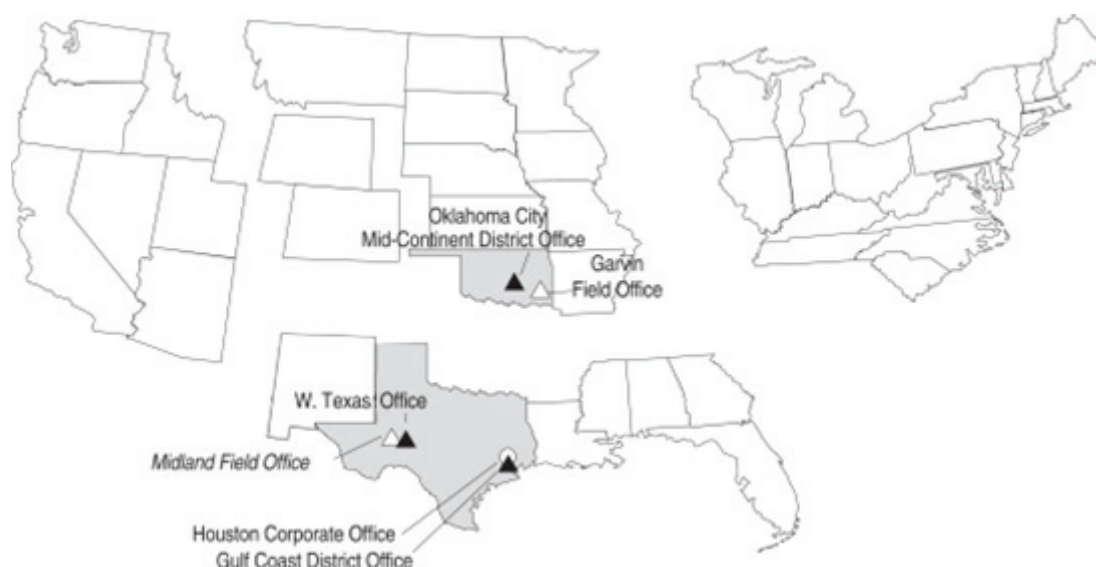 Oklahoma City
Mid-Continent District Office
Garvin
Field Office
W. Texas Office
Midland Field Office
Houston Corporate Office
Gulf Coast District Office